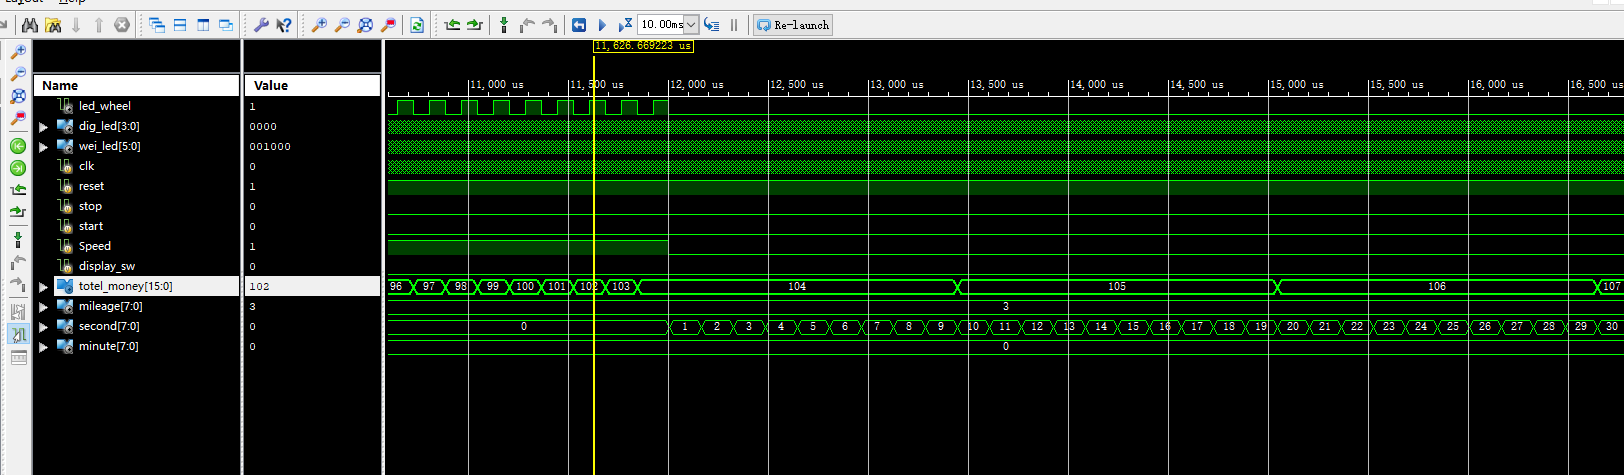 Layout Help
10.00ms Re-launch
11,626.669223 us
11,000 us 11,500 us 12,000 us 12,500 us 13,000 us 13,500 us 14,000 us 14,500 us 15,000 us 15,500 us 16,000 us 16,500 us
Name Value
led_wheel 1
dig_led[3:0] 0000
wei_led[5:0] 001000
clk 0
reset 1
stop 0
start 0
Speed 1
display_sw 0
totel_money[15:0] 102 96 97 98 99 100 101 102 103 104 105 106 107
mileage[7:0] 3 3
second[7:0] 0 0 1 2 3 4 5 6 7 8 9 10 11 12 13 14 15 16 17 18 19 20 21 22 23 24 25 26 27 28 29 30
minute[7:0] 0 0